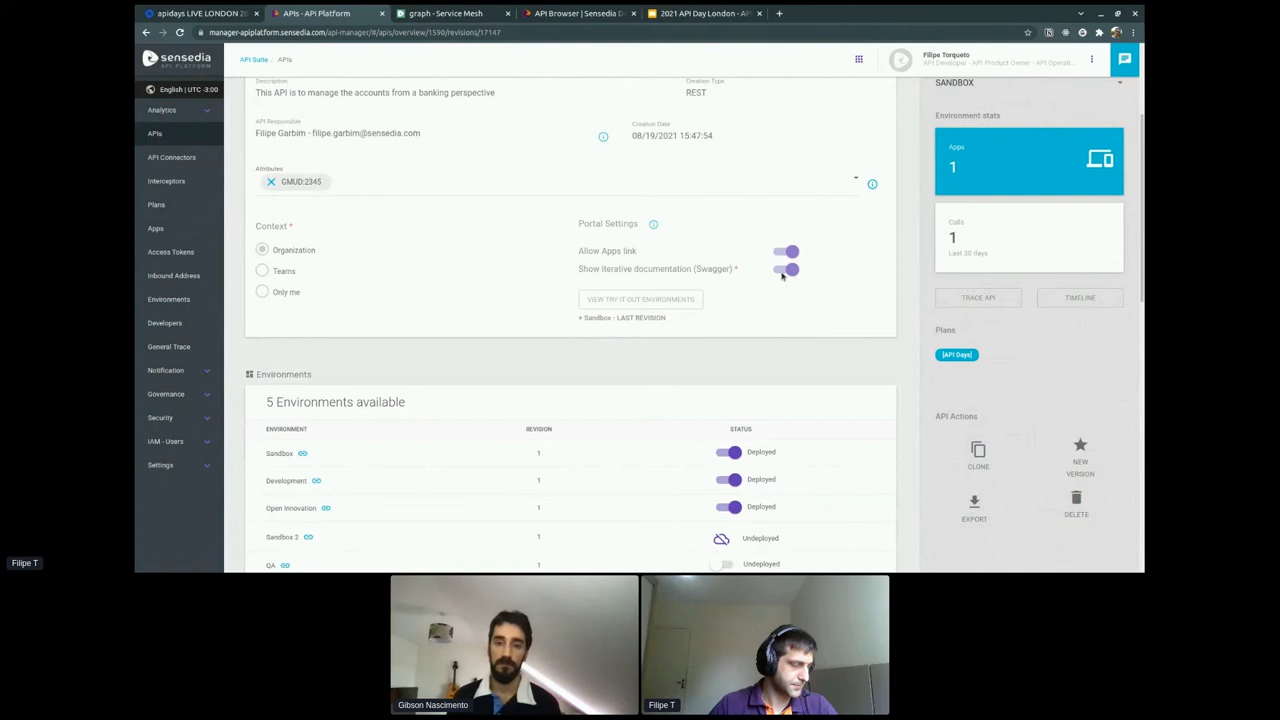 apidays LIVE LONDON 20
APIs - API Platform
graph - Service Mesh
API Browser | Sensedia D
2021 API Day London - AP
manager-apiplatform.sensedia.com/api-manager/#/apis/overview/1590/revisions/17147
sensedia
API PLATFORM
API Suite
APIs
Filipe Torqueto
API Developer - API Product Owner - API Operati...
English | UTC -3:00
Analytics
APIs
API Connectors
Interceptors
Plans
Apps
Access Tokens
Inbound Address
Environments
Developers
General Trace
Notification
Governance
Security
IAM - Users
Settings
Description
This API is to manage the accounts from a banking perspective
Creation Type
REST
API Responsible
Filipe Garbim - filipe.garbim@sensedia.com
Creation Date
08/19/2021 15:47:54
Attributes
GMUD:2345
Context *
Organization
Teams
Only me
Portal Settings
Allow Apps link
Show iterative documentation (Swagger) *
VIEW TRY IT OUT ENVIRONMENTS
+ Sandbox - LAST REVISION
Environments
5 Environments available
ENVIRONMENT REVISION STATUS
Sandbox 1 Deployed
Development 1 Deployed
Open Innovation 1 Deployed
Sandbox 2 1 Undeployed
QA 1 Undeployed
SANDBOX
Environment stats
Apps
1
Calls
1
Last 30 days
TRACE API
TIMELINE
Plans
[API Days]
API Actions
CLONE
NEW
VERSION
EXPORT
DELETE
Filipe T
Gibson Nascimento
Filipe T